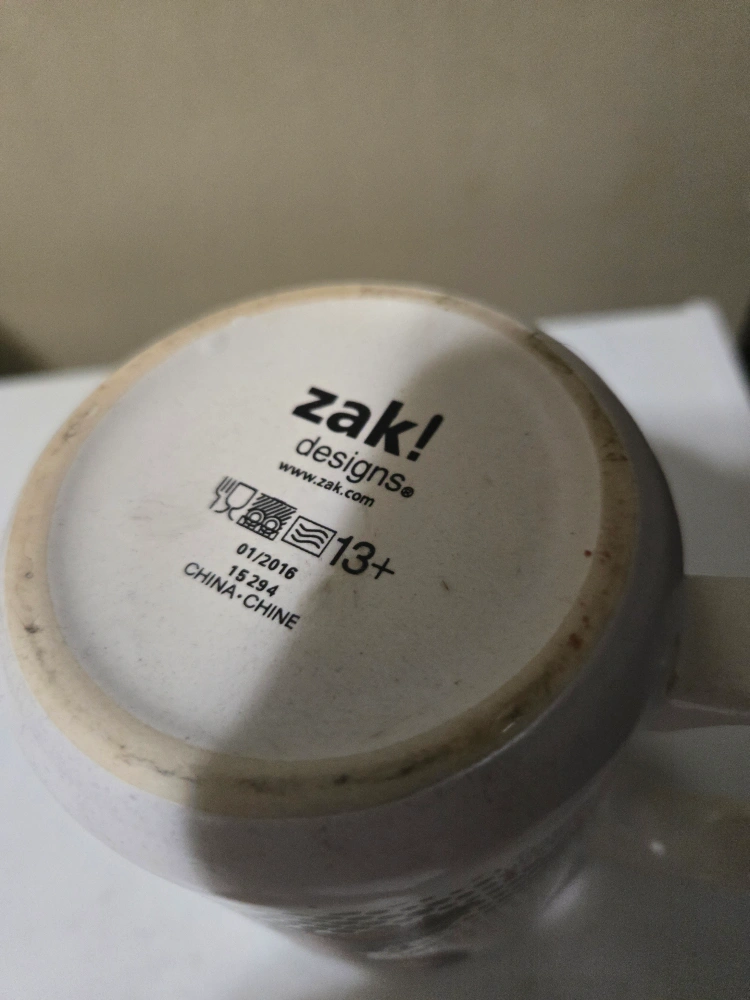 zak!
designs®
www.zak.com
13+
01/2016
15294
CHINA•CHINE